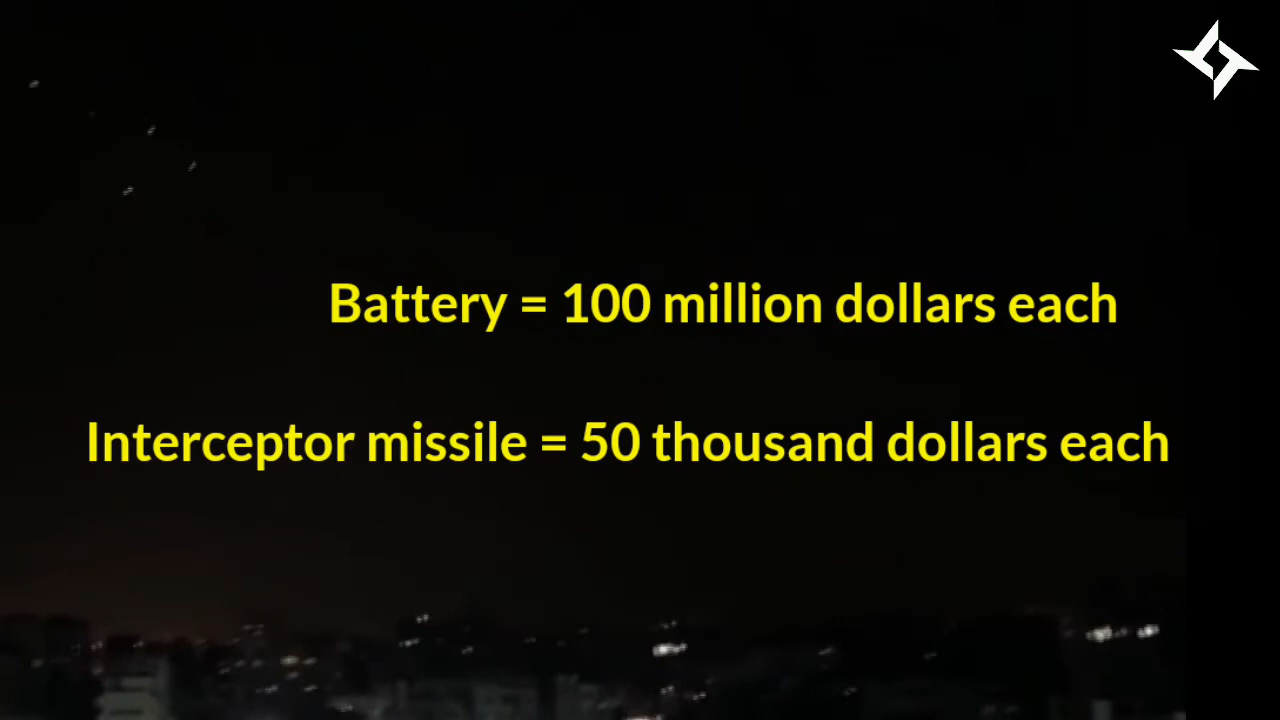 Battery = 100 million dollars each
Interceptor missile = 50 thousand dollars each